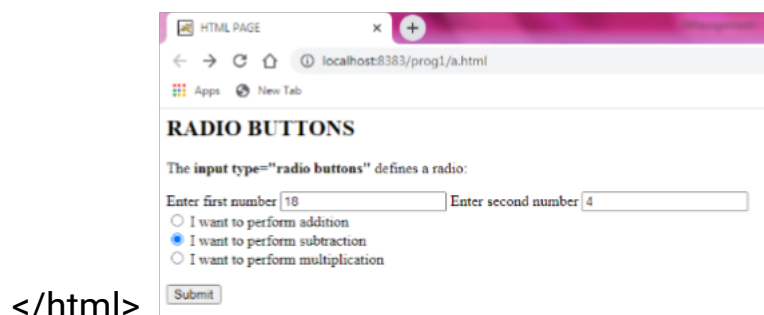 HTML PAGE
localhost:8383/prog1/a.html
Apps New Tab
RADIO BUTTONS
The input type="radio buttons" defines a radio:
Enter first number 18 Enter second number 4
I want to perform addition
I want to perform subtraction
I want to perform multiplication
Submit
</html>